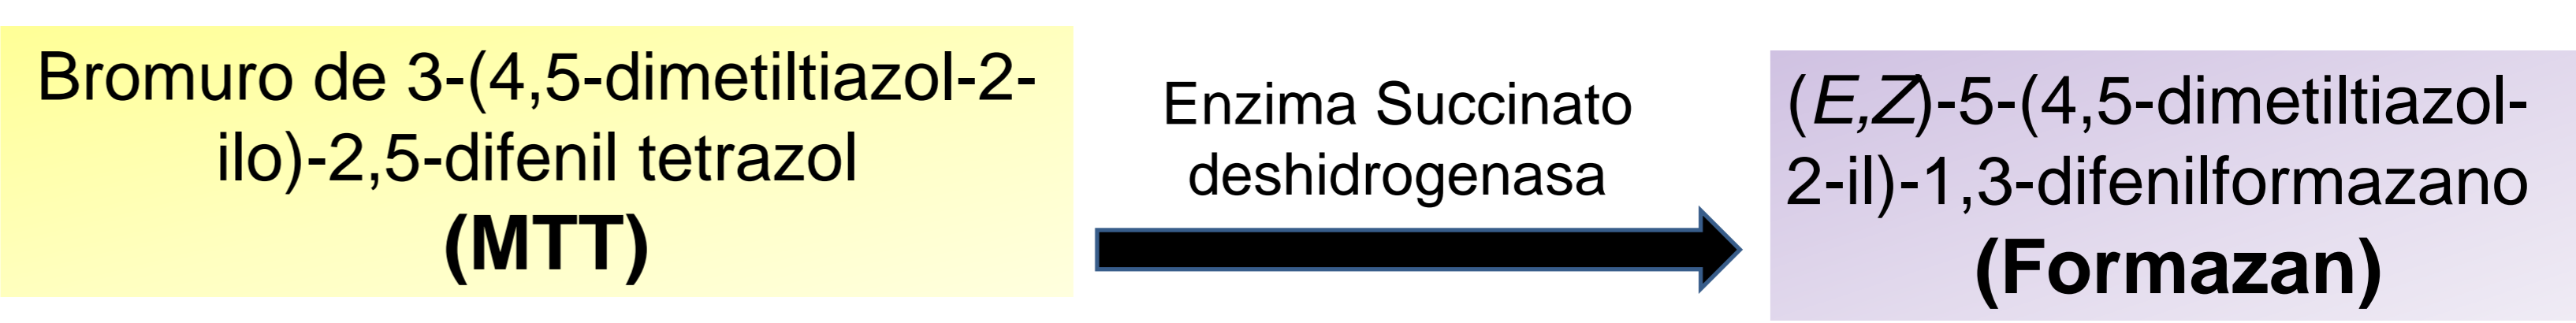 Bromuro de 3-(4,5-dimetiltiazol-2-
ilo)-2,5-difenil tetrazol
(MTT)
Enzima Succinato
deshidrogenasa
(E,Z)-5-(4,5-dimetiltiazol-
2-il)-1,3-difenilformazano
(Formazan)